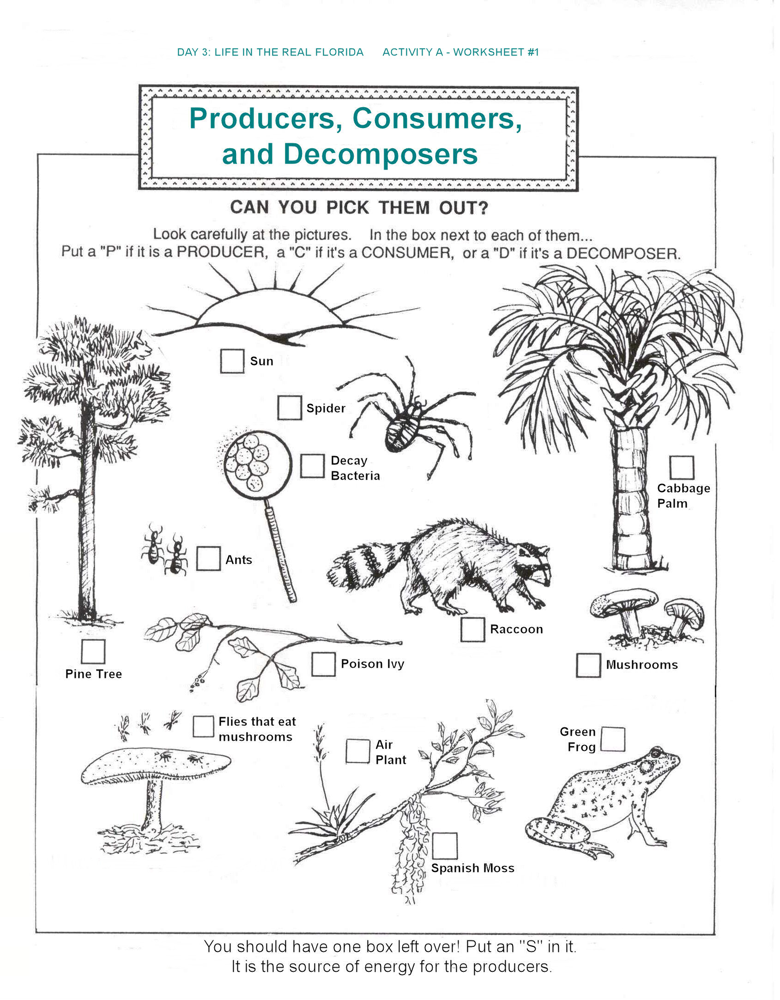 DAY 3: LIFE IN THE REAL FLORIDA ACTIVITY A - WORKSHEET #1
Producers, Consumers,
and Decomposers
CAN YOU PICK THEM OUT?
Look carefully at the pictures. In the box next to each of them...
Put a "P" if it is a PRODUCER, a "C" if it's a CONSUMER, or a "D" if it's a DECOMPOSER.
Sun
Spider
Decay
Bacteria
Cabbage
Palm
Ants
Raccoon
Pine Tree
Poison Ivy
Mushrooms
Flies that eat
mushrooms
Air
Plant
Green
Frog
Spanish Moss
You should have one box left over! Put an "S" in it.
It is the source of energy for the producers.